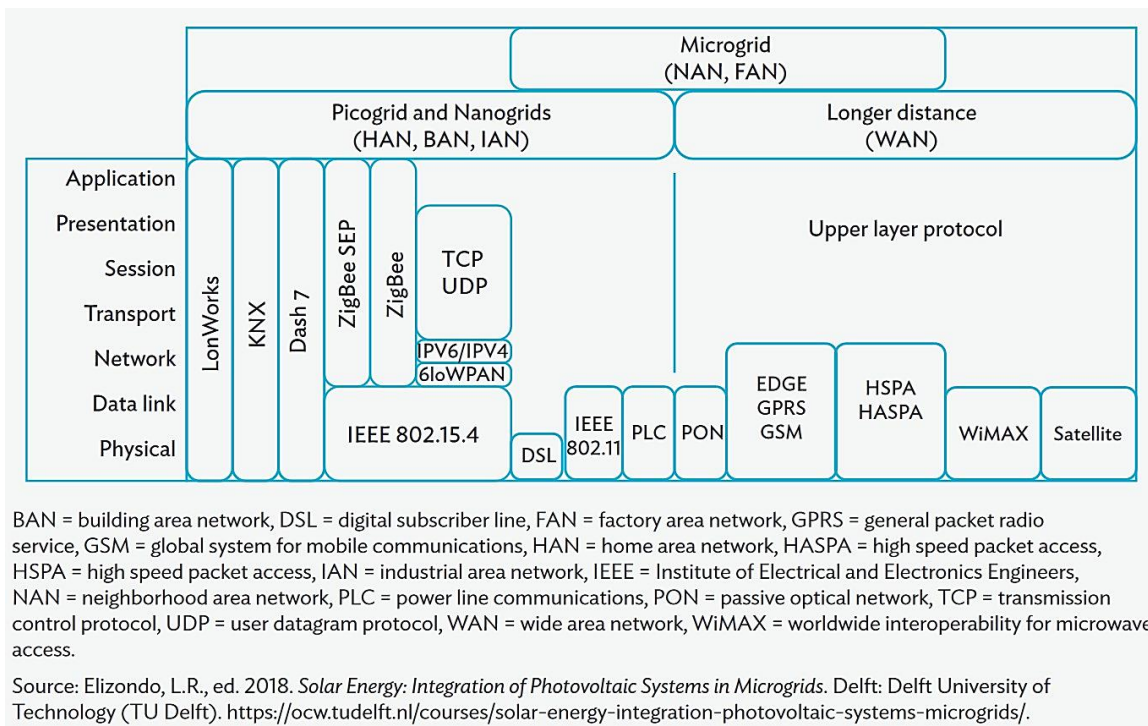 Microgrid
(NAN, FAN)
Picogrid and Nanogrids
(HAN, BAN, IAN)
Longer distance
(WAN)
Application
Presentation
Session
Transport
Network
Data link
Physical
LonWorks
KNX
Dash 7
ZigBee SEP
ZigBee
TCP
UDP
IPV6/IPV4
6loWPAN
IEEE 802.15.4
DSL
IEEE
802.11
PLC
PON
Upper layer protocol
EDGE
GPRS
GSM
HSPA
HASPA
WiMAX
Satellite
BAN = building area network, DSL = digital subscriber line, FAN = factory area network, GPRS = general packet radio
service, GSM = global system for mobile communications, HAN = home area network, HASPA = high speed packet access,
HSPA = high speed packet access, IAN = industrial area network, IEEE = Institute of Electrical and Electronics Engineers,
NAN = neighborhood area network, PLC = power line communications, PON = passive optical network, TCP = transmission
control protocol, UDP = user datagram protocol, WAN = wide area network, WiMAX = worldwide interoperability for microwave
access.
Source: Elizondo, L.R., ed. 2018. Solar Energy: Integration of Photovoltaic Systems in Microgrids. Delft: Delft University of
Technology (TU Delft). https://ocw.tudelft.nl/courses/solar-energy-integration-photovoltaic-systems-microgrids/.